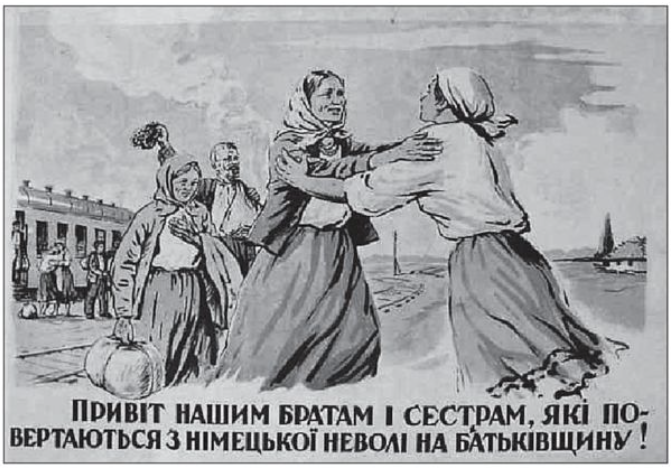 ПРИВІТ НАШИМ БРАТАМ І СЕСТРАМ, ЯКІ ПО-
ВЕРТАЮТЬСЯ З НІМЕЦЬКОЇ НЕВОЛІ НА БАТЬКІВЩИНУ!